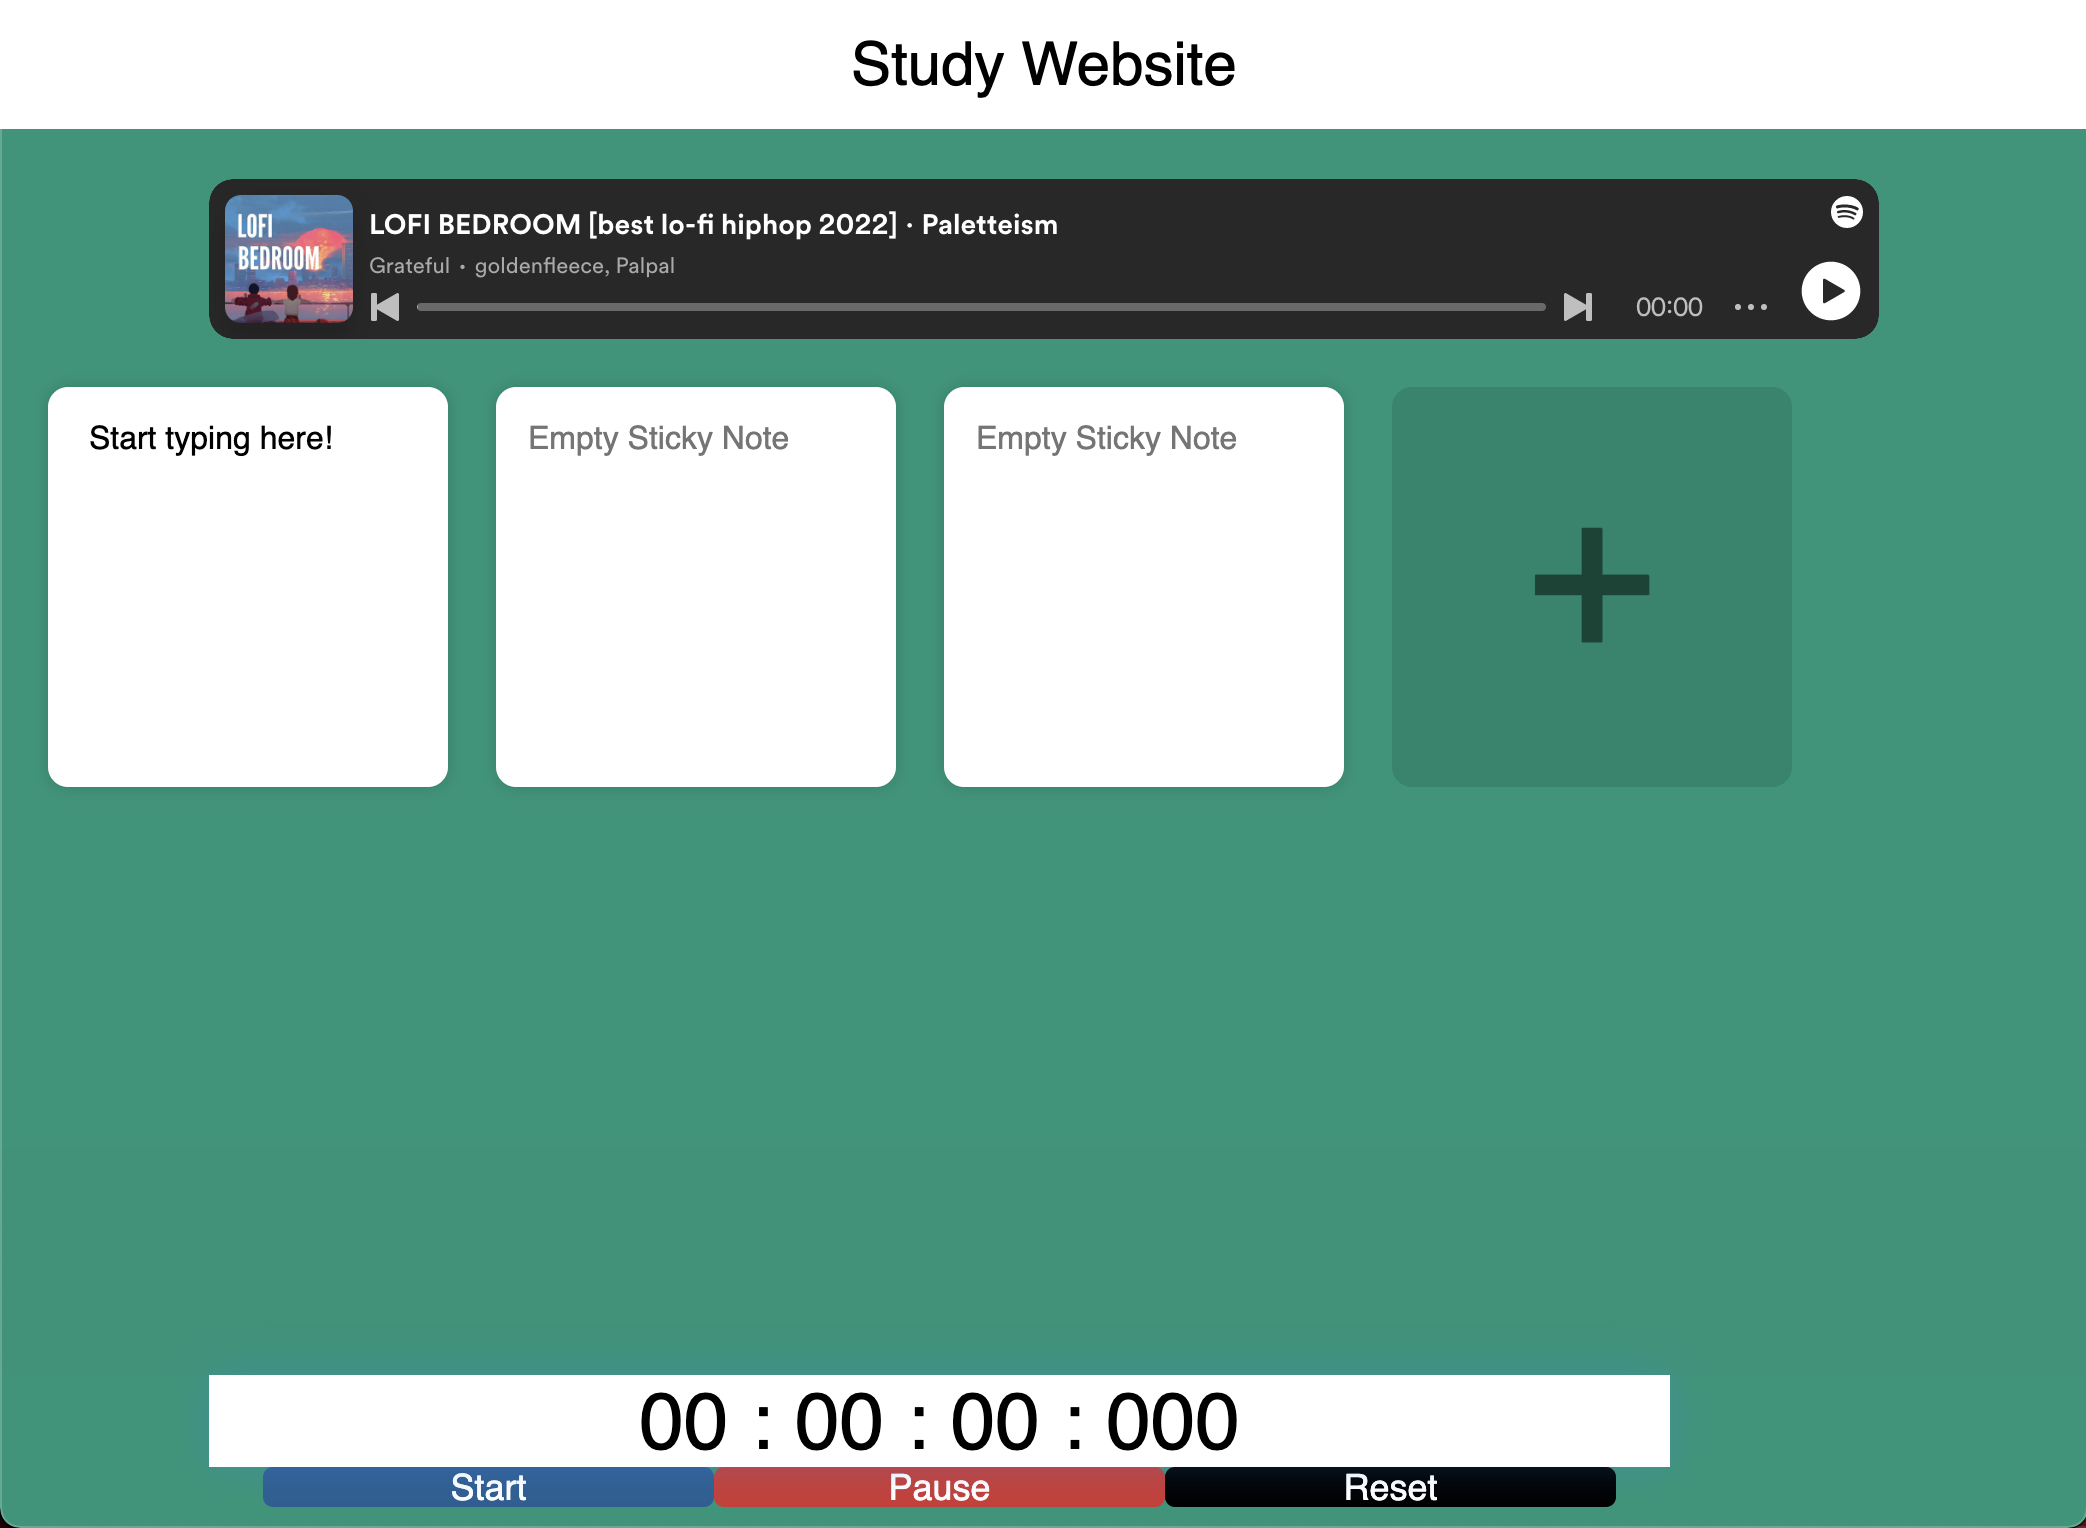 Study Website
LOFI
BEDROOM
LOFI BEDROOM [best lo-fi hiphop 2022] · Paletteism
Grateful • goldenfleece, Palpal
00:00
Start typing here!
Empty Sticky Note
Empty Sticky Note
00 : 00 : 00 : 000
Start
Pause
Reset